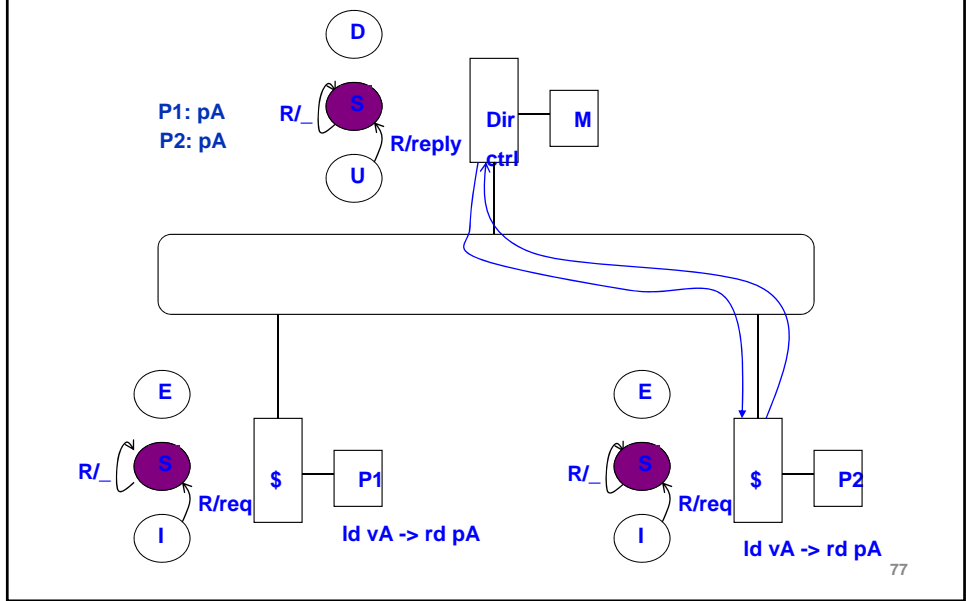 D
S
P1: pA
R/_
Dir
M
P2: pA
R/reply
ctrl
U
E
E
S
R/_
$
P1
S
R/_
$
P2
R/req
R/req
I
ld vA -> rd pA
I
ld vA -> rd pA
77